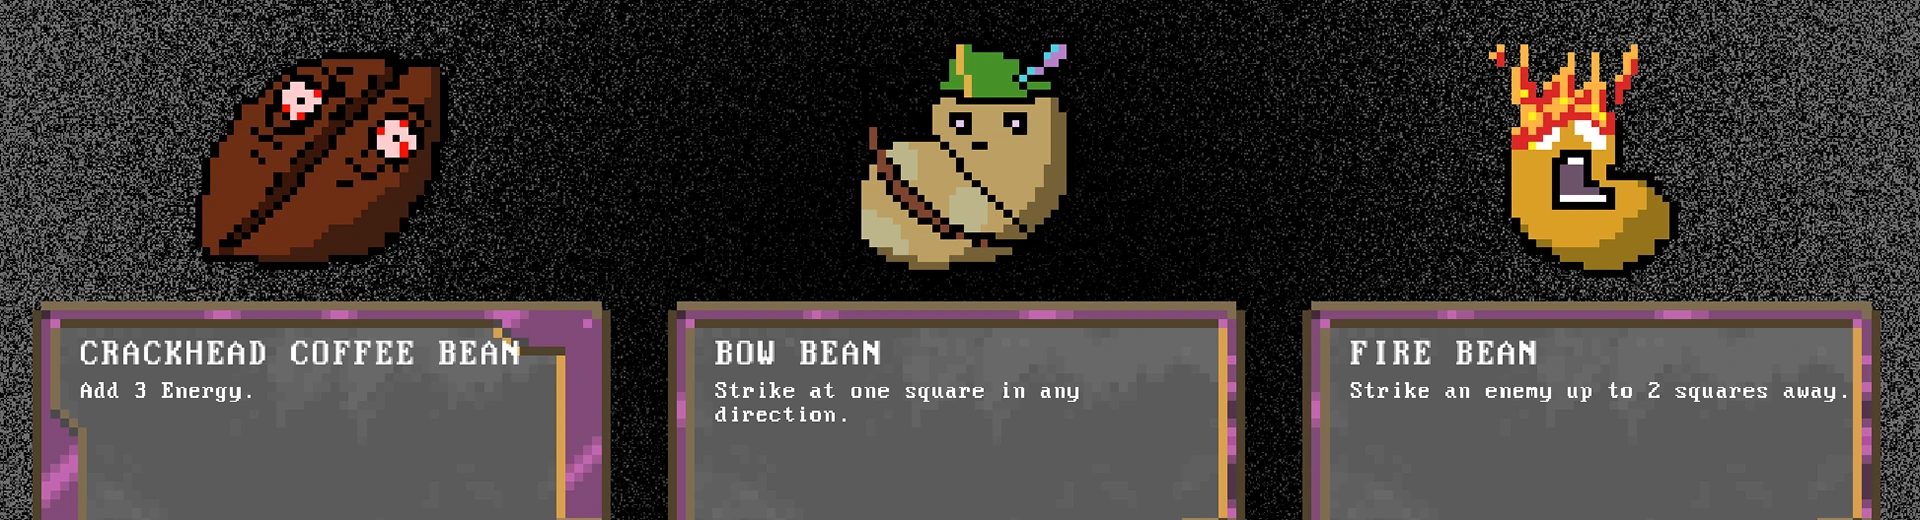 CRACKHEAD COFFEE BEAN
Add 3 Energy.
BOW BEAN
Strike at one square in any
direction.
FIRE BEAN
Strike an enemy up to 2 squares away.